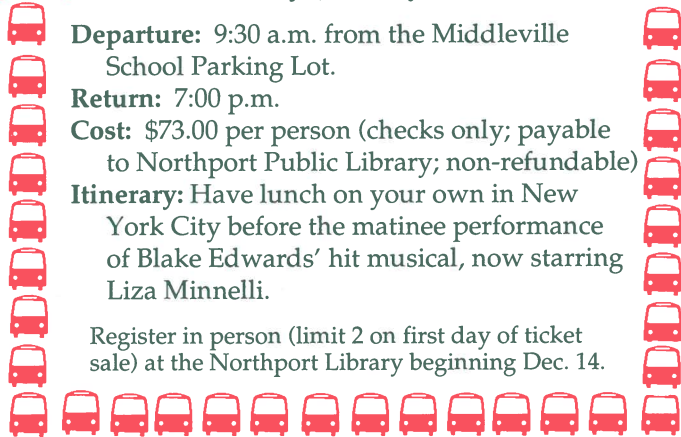 Departure: 9:30 a.m. from the Middleville
School Parking Lot.
Return: 7:00 p.m.
Cost: $73.00 per person (checks only; payable
to Northport Public Library; non-refundable)
Itinerary: Have lunch on your own in New
York City before the matinee performance
of Blake Edwards' hit musical, now starring
Liza Minnelli.
Register in person (limit 2 on first day of ticket
sale) at the Northport Library beginning Dec. 14.